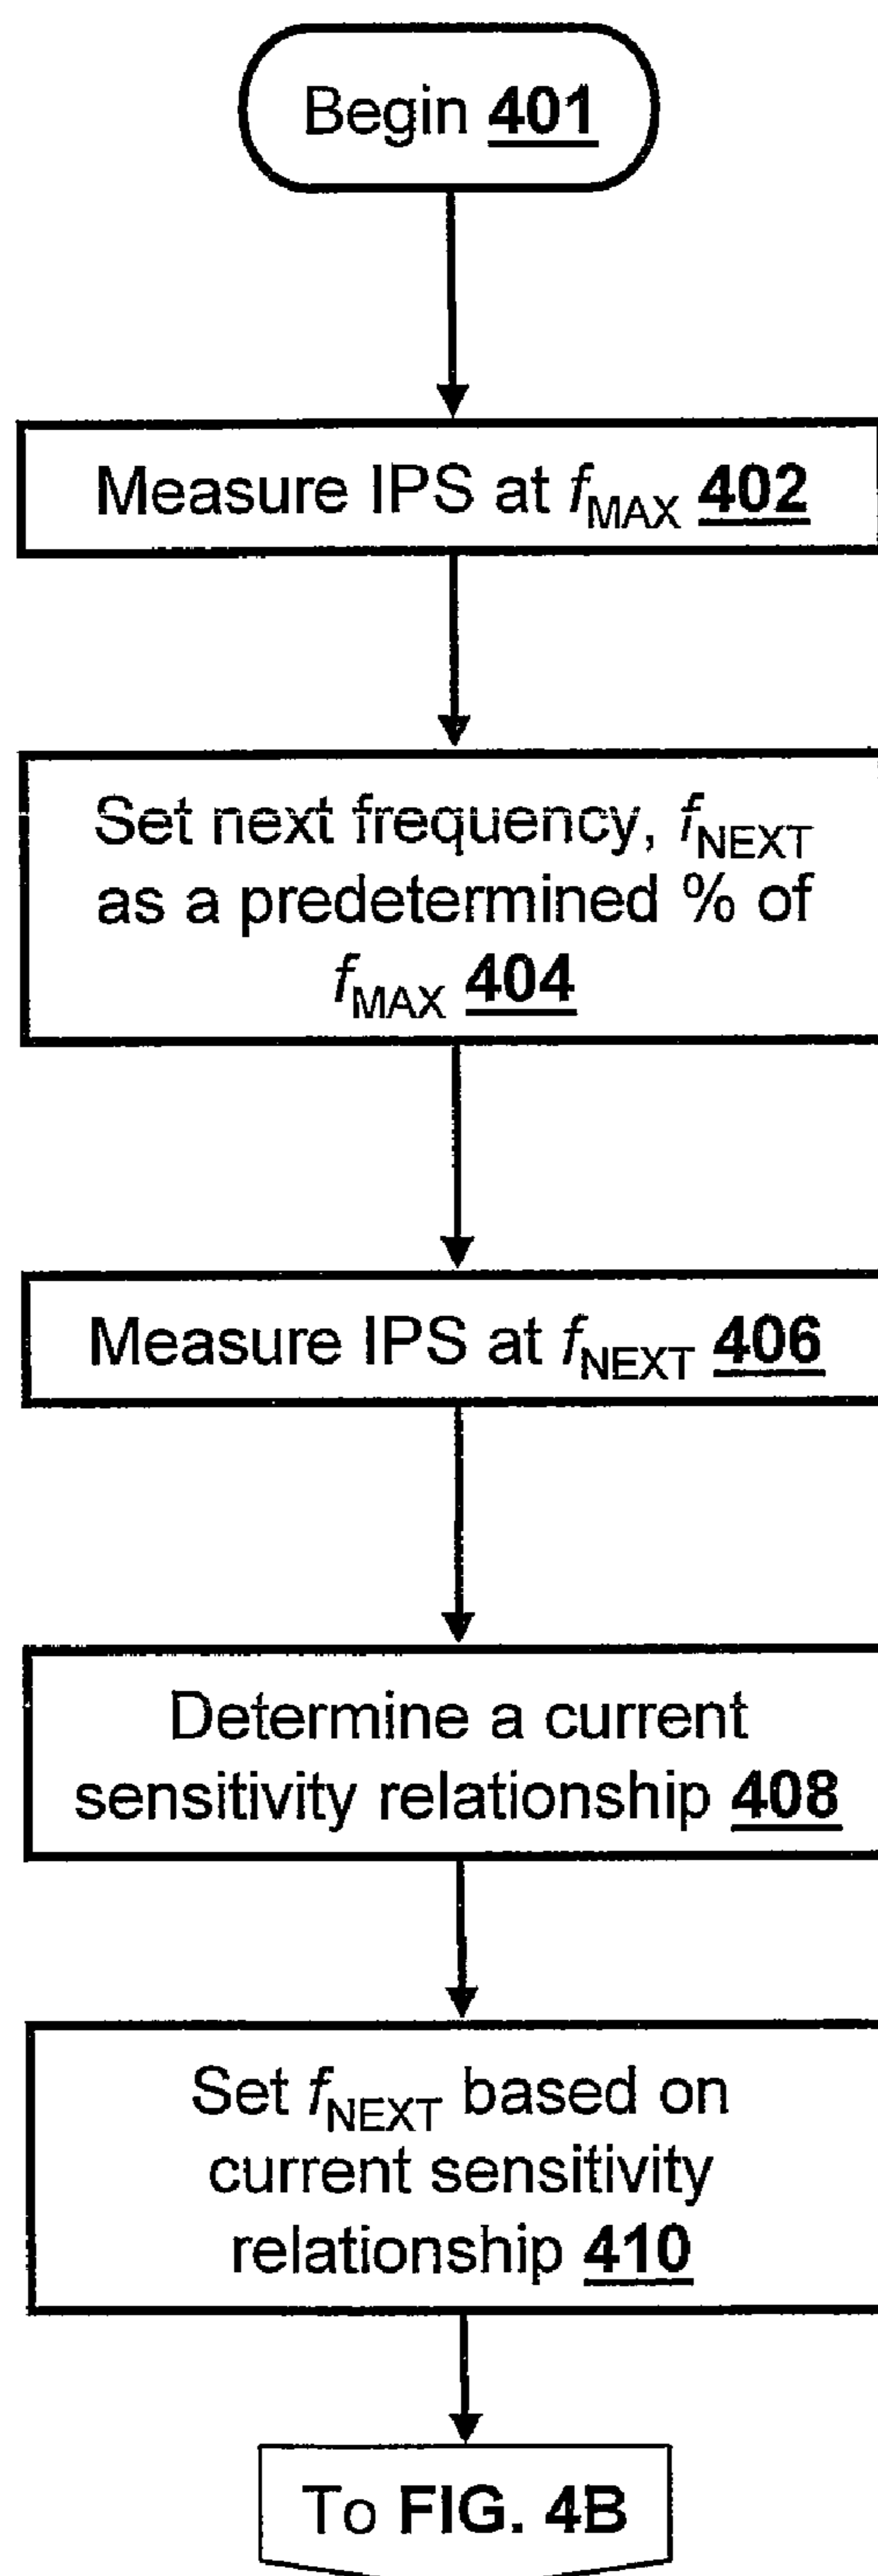 Begin 401
Measure IPS at fMAX 402
Set next frequency, fNEXT
as a predetermined % of
fMAX 404
Measure IPS at fNEXT 406
Determine a current
sensitivity relationship 408
Set fNEXT based on
current sensitivity
relationship 410
To FIG. 4B